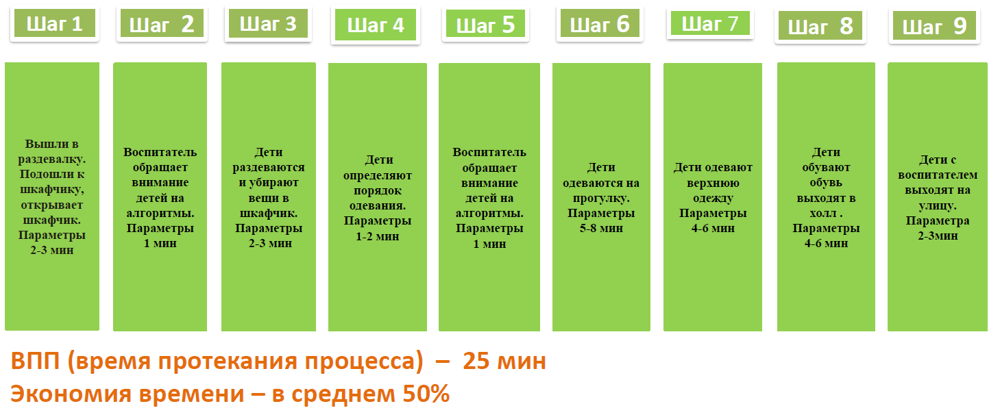 Шаг 1
Шаг 2
Шаг 3
Шаг 4
Шаг 5
Шаг 6
Шаг 7
Шаг 8
Шаг 9
Вышли в
раздевалку.
Подошли к
шкафчику,
открывает
шкафчик.
Параметры
2-3 мин
Воспитатель
обращает
внимание
детей на
алгоритмы.
Параметры
1 мин
Дети
раздеваются
и убирают
вещи в
шкафчик.
Параметры
2-3 мин
Дети
определяют
порядок
одевания.
Параметры
1-2 мин
Воспитатель
обращает
внимание
детей на
алгоритмы.
Параметры
1 мин
Дети
одеваются на
прогулку.
Параметры
5-8 мин
Дети одевают
верхнюю
одежду
Параметры
4-6 мин
Дети
обувают
обувь
выходят в
холл .
Параметры
4-6 мин
Дети с
воспитателем
выходят на
улицу.
Параметра
2-3мин
ВПП (время протекания процесса) – 25 мин
Экономия времени – в среднем 50%